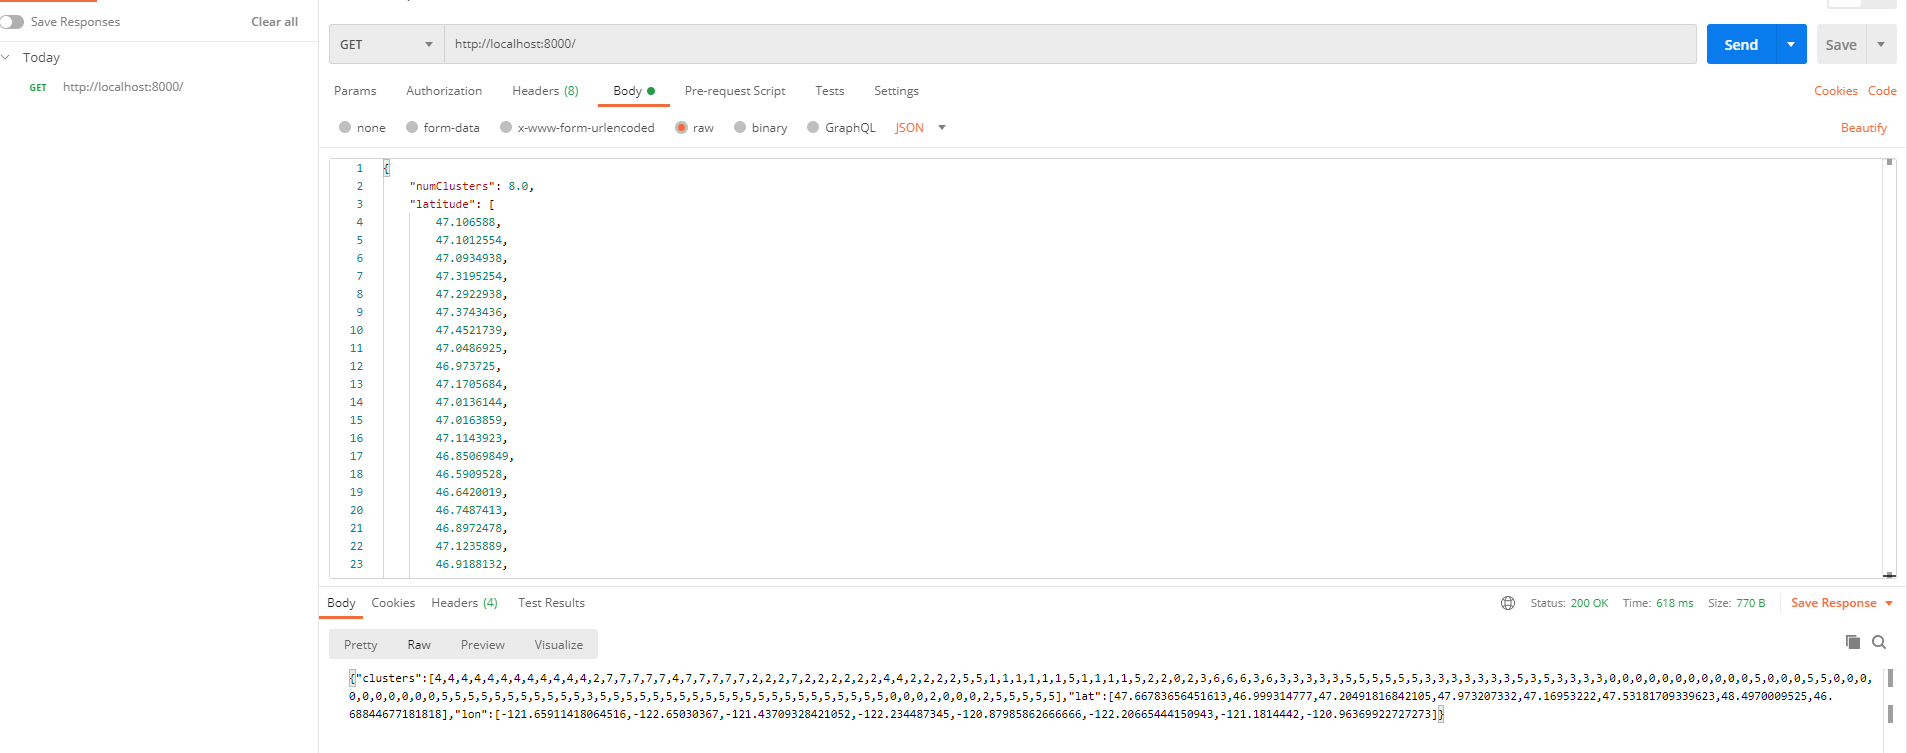 Save Responses Clear all
Today
GET http://localhost:8000/
GET http://localhost:8000/ Send Save
Params Authorization Headers (8) Body Pre-request Script Tests Settings Cookies Code
none form-data x-www-form-urlencoded raw binary GraphQL JSON Beautify
1 {
2 "numClusters": 8.0,
3 "latitude": [
4 47.106588,
5 47.1012554,
6 47.0934938,
7 47.3195254,
8 47.2922938,
9 47.3743436,
10 47.4521739,
11 47.0486925,
12 46.973725,
13 47.1705684,
14 47.0136144,
15 47.0163859,
16 47.1143923,
17 46.85069849,
18 46.5909528,
19 46.6420019,
20 46.7487413,
21 46.8972478,
22 47.1235889,
23 46.9188132,
Body Cookies Headers (4) Test Results Status: 200 OK Time: 618 ms Size: 770 B Save Response
Pretty Raw Preview Visualize
{"clusters":[4,4,4,4,4,4,4,4,4,4,4,4,2,7,7,7,7,7,4,7,7,7,7,7,2,2,2,7,2,2,2,2,2,2,4,4,2,2,2,2,5,5,1,1,1,1,1,1,5,1,1,1,1,5,2,2,0,2,3,6,6,6,3,6,3,3,3,3,3,5,5,5,5,5,3,3,3,3,3,3,3,5,3,5,3,3,3,3,0,0,0,0,0,0,0,0,0,0,0,5,0,0,0,5,5,0,0,0,
0,0,0,0,0,0,0,5,5,5,5,5,5,5,5,5,5,5,3,5,5,5,5,5,5,5,5,5,5,5,5,5,5,5,5,5,5,5,5,5,5,0,0,0,2,0,0,0,2,5,5,5,5,5],"lat":[47.66783656451613,46.999314777,47.20491816842105,47.973207332,47.16953222,47.53181709339623,48.4970009525,46.
68844677181818],"lon":[-121.65911418064516,-122.65030367,-121.43709328421052,-122.234487345,-120.87985862666666,-122.20665444150943,-121.1814442,-120.96369922727273]}